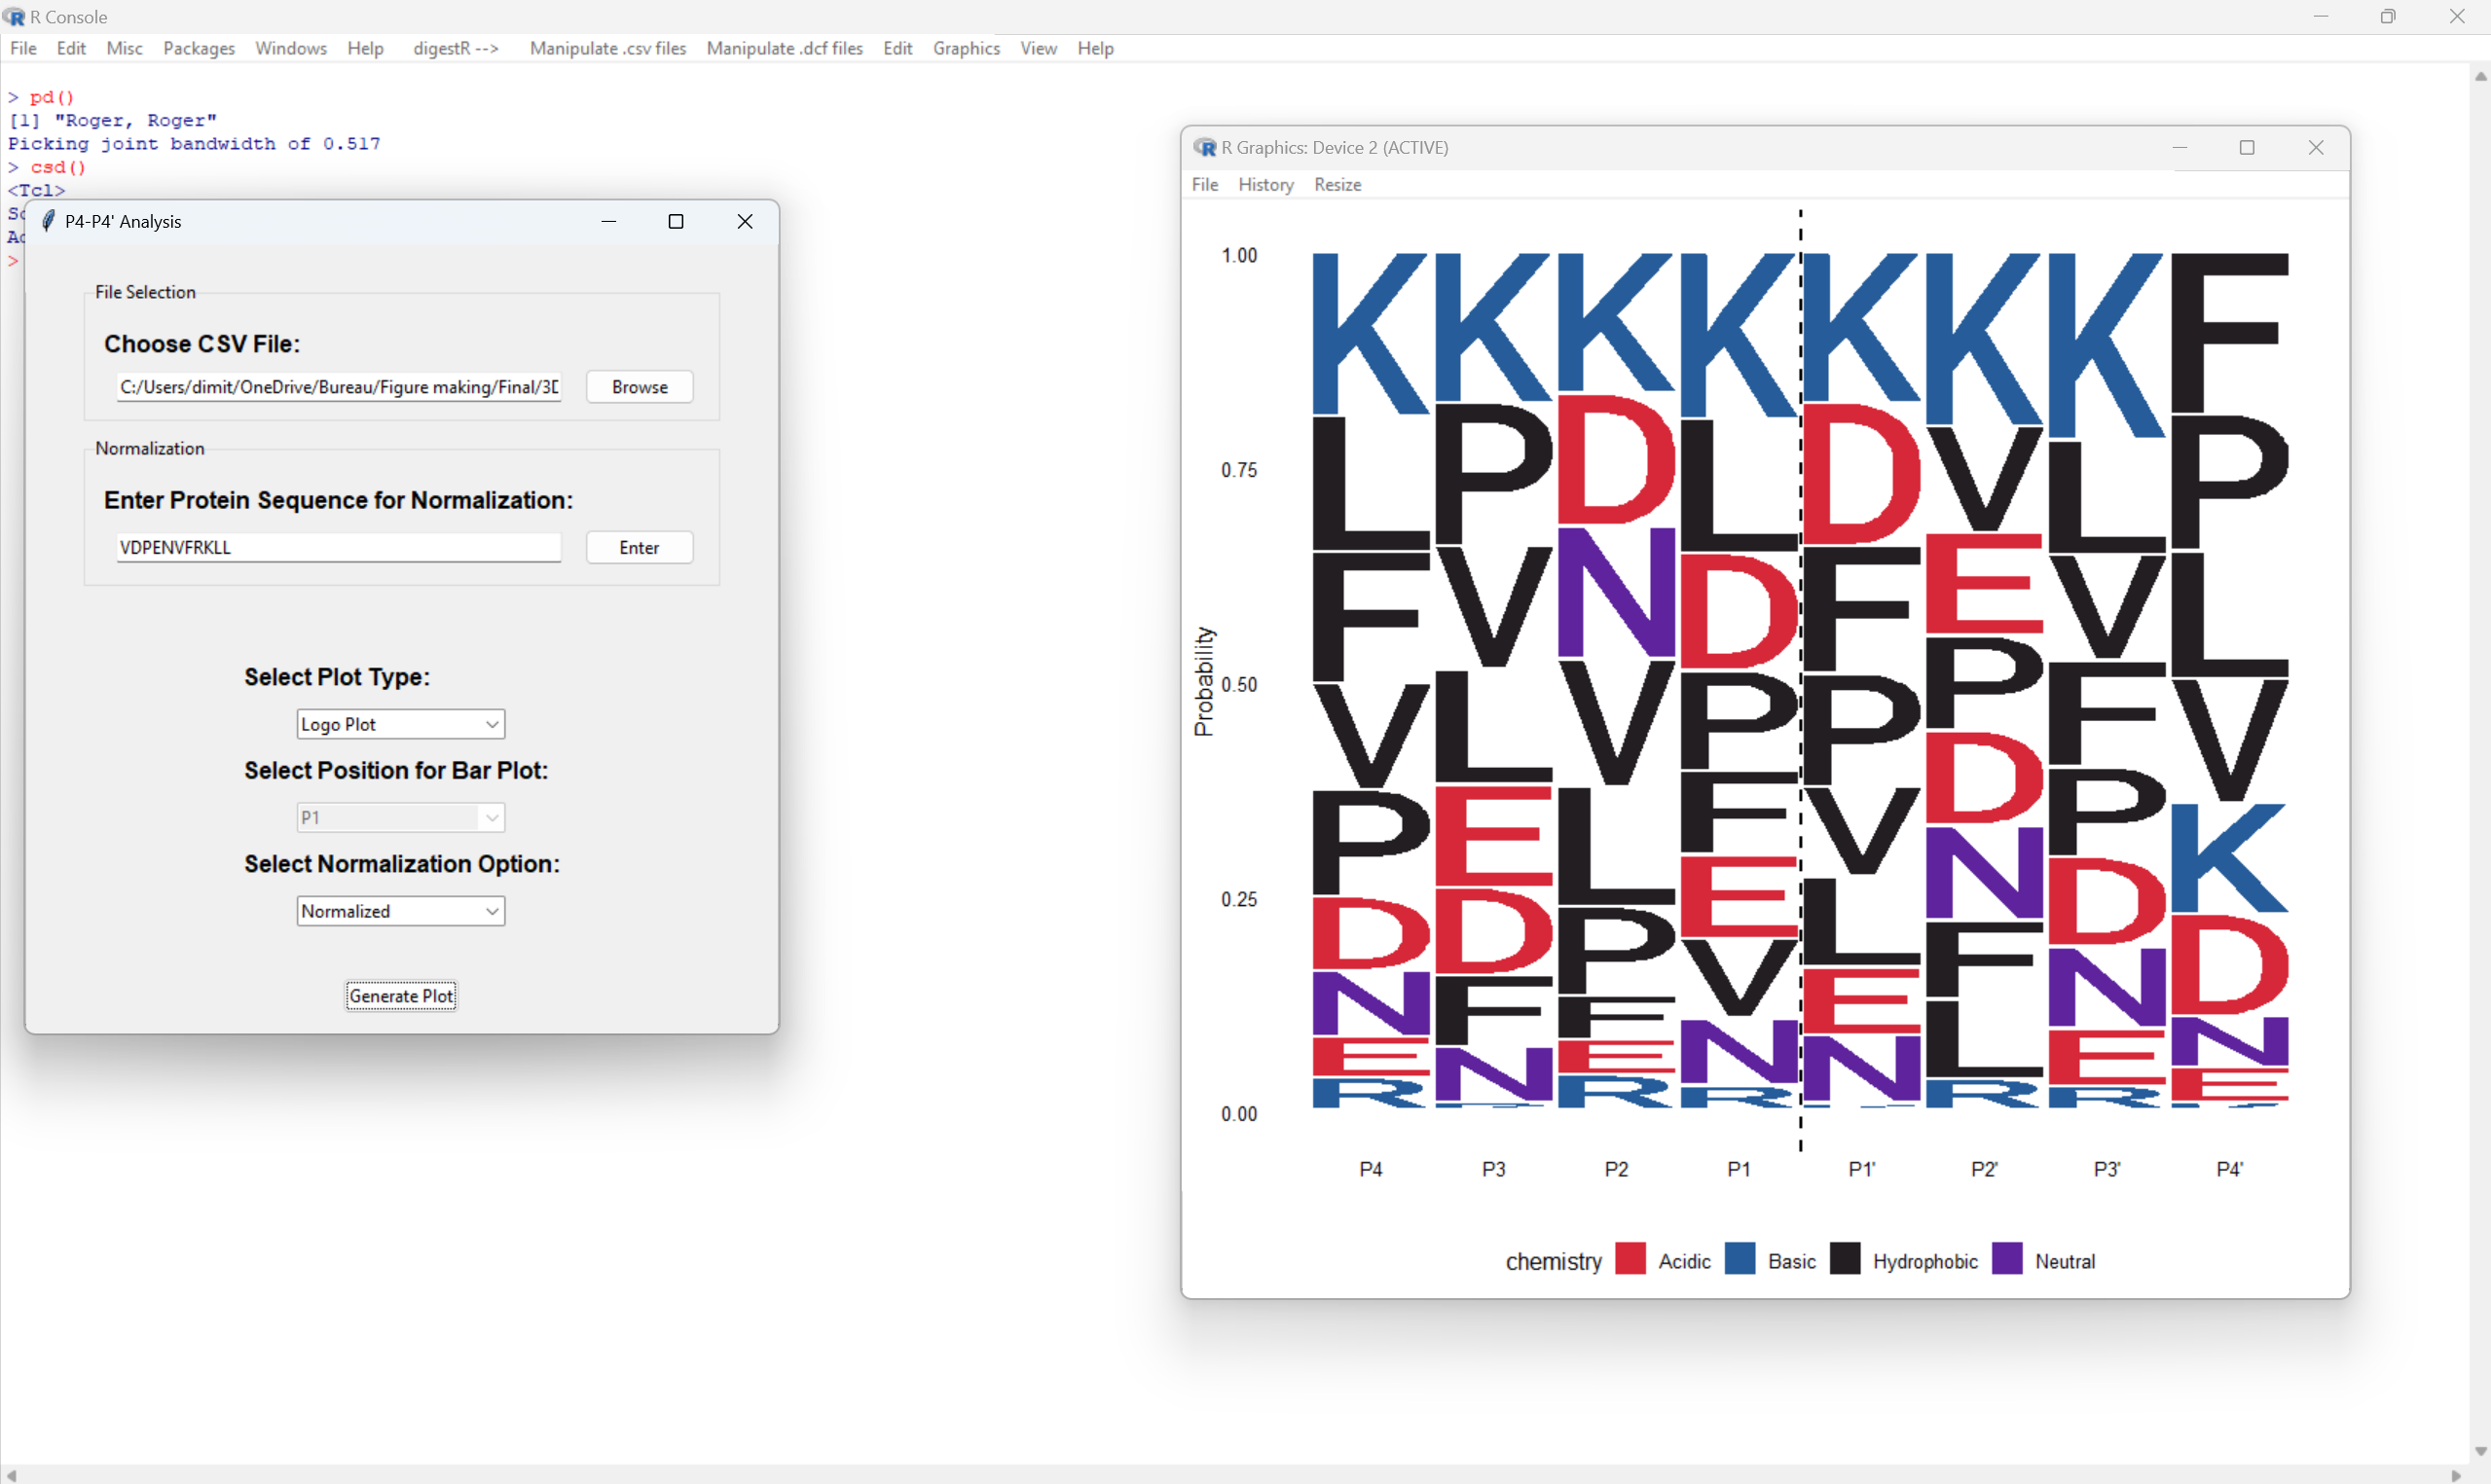 R Console
File Edit Misc Packages Windows Help digestR --> Manipulate .csv files Manipulate .dcf files Edit Graphics View Help
> pd()
[1] "Roger, Roger"
Picking joint bandwidth of 0.517
> csd()
<Tcl>
>
P4-P4' Analysis
File Selection
Choose CSV File:
C:/Users/dimit/OneDrive/Bureau/Figure making/Final/3D
Browse
Normalization
Enter Protein Sequence for Normalization:
VDPENVFRKLL
Enter
Select Plot Type:
Logo Plot
Select Position for Bar Plot:
P1
Select Normalization Option:
Normalized
Generate Plot
R Graphics: Device 2 (ACTIVE)
File History Resize
Probability
1.00
0.75
0.50
0.25
0.00
K L F V P D N E R
K P V L E D F N
K D N V L P F E R
K L D P F E V N R
K D F P V L E N
K V E P D N F L R
K L V F P D N E R
F P L V K D N E
P4 P3 P2 P1 P1' P2' P3' P4'
chemistry Acidic Basic Hydrophobic Neutral